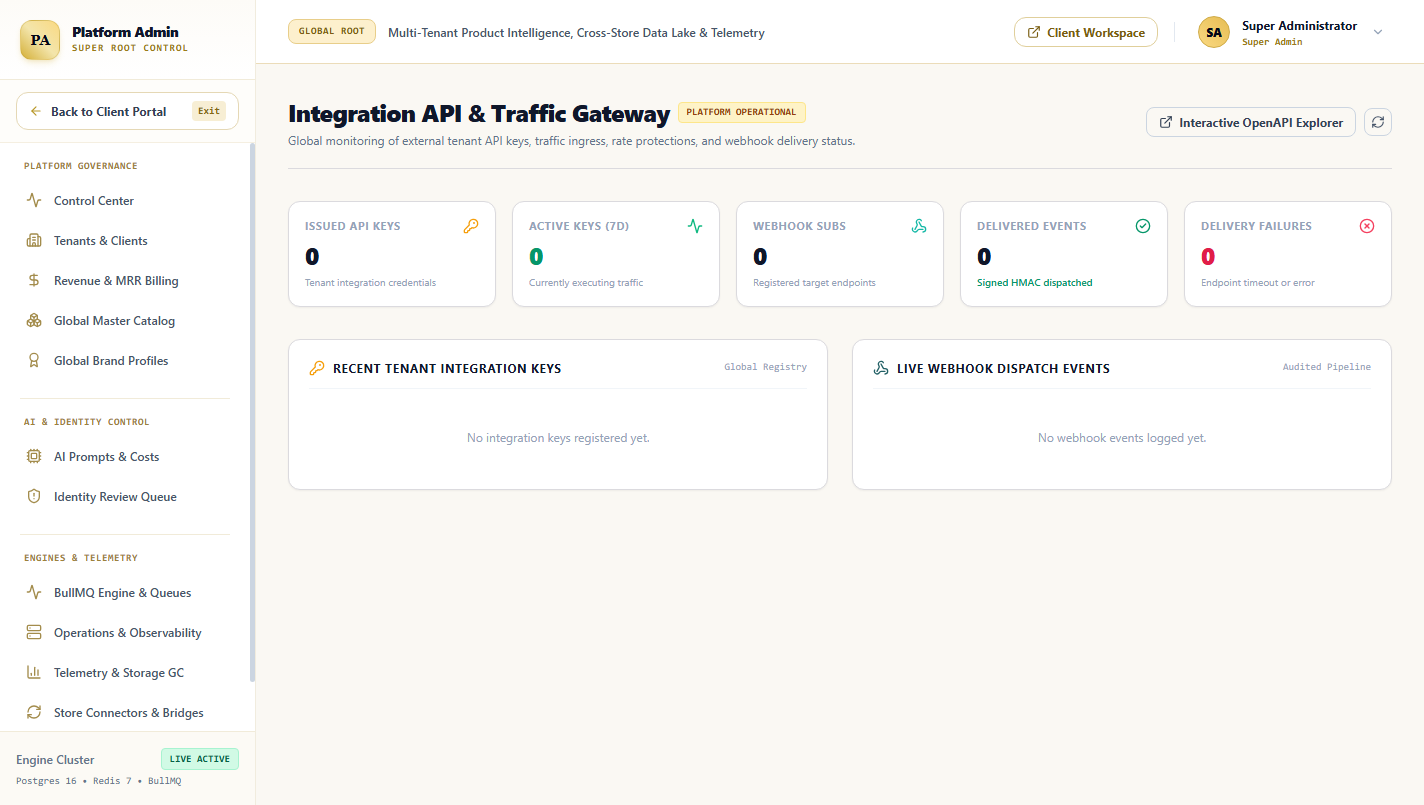 PA
Platform Admin
SUPER ROOT CONTROL
Back to Client Portal
Exit
PLATFORM GOVERNANCE
Control Center
Tenants & Clients
Revenue & MRR Billing
Global Master Catalog
Global Brand Profiles
AI & IDENTITY CONTROL
AI Prompts & Costs
Identity Review Queue
ENGINES & TELEMETRY
BullMQ Engine & Queues
Operations & Observability
Telemetry & Storage GC
Store Connectors & Bridges
Engine Cluster
LIVE ACTIVE
Postgres 16 • Redis 7 • BullMQ
GLOBAL ROOT
Multi-Tenant Product Intelligence, Cross-Store Data Lake & Telemetry
Client Workspace
SA
Super Administrator
Super Admin
Integration API & Traffic Gateway
PLATFORM OPERATIONAL
Global monitoring of external tenant API keys, traffic ingress, rate protections, and webhook delivery status.
Interactive OpenAPI Explorer
ISSUED API KEYS
0
Tenant integration credentials
ACTIVE KEYS (7D)
0
Currently executing traffic
WEBHOOK SUBS
0
Registered target endpoints
DELIVERED EVENTS
0
Signed HMAC dispatched
DELIVERY FAILURES
0
Endpoint timeout or error
RECENT TENANT INTEGRATION KEYS
Global Registry
No integration keys registered yet.
LIVE WEBHOOK DISPATCH EVENTS
Audited Pipeline
No webhook events logged yet.